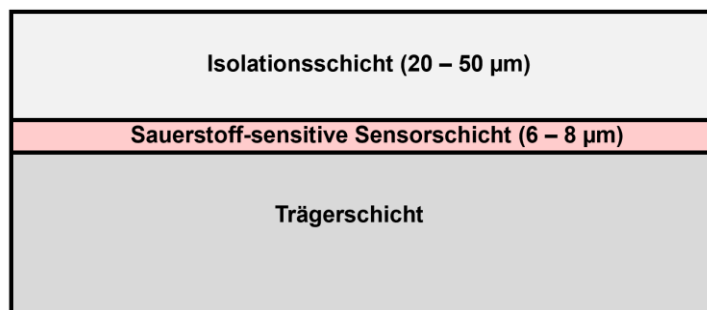 Isolationsschicht (20 – 50 µm)
Sauerstoff-sensitive Sensorschicht (6 – 8 µm)
Trägerschicht